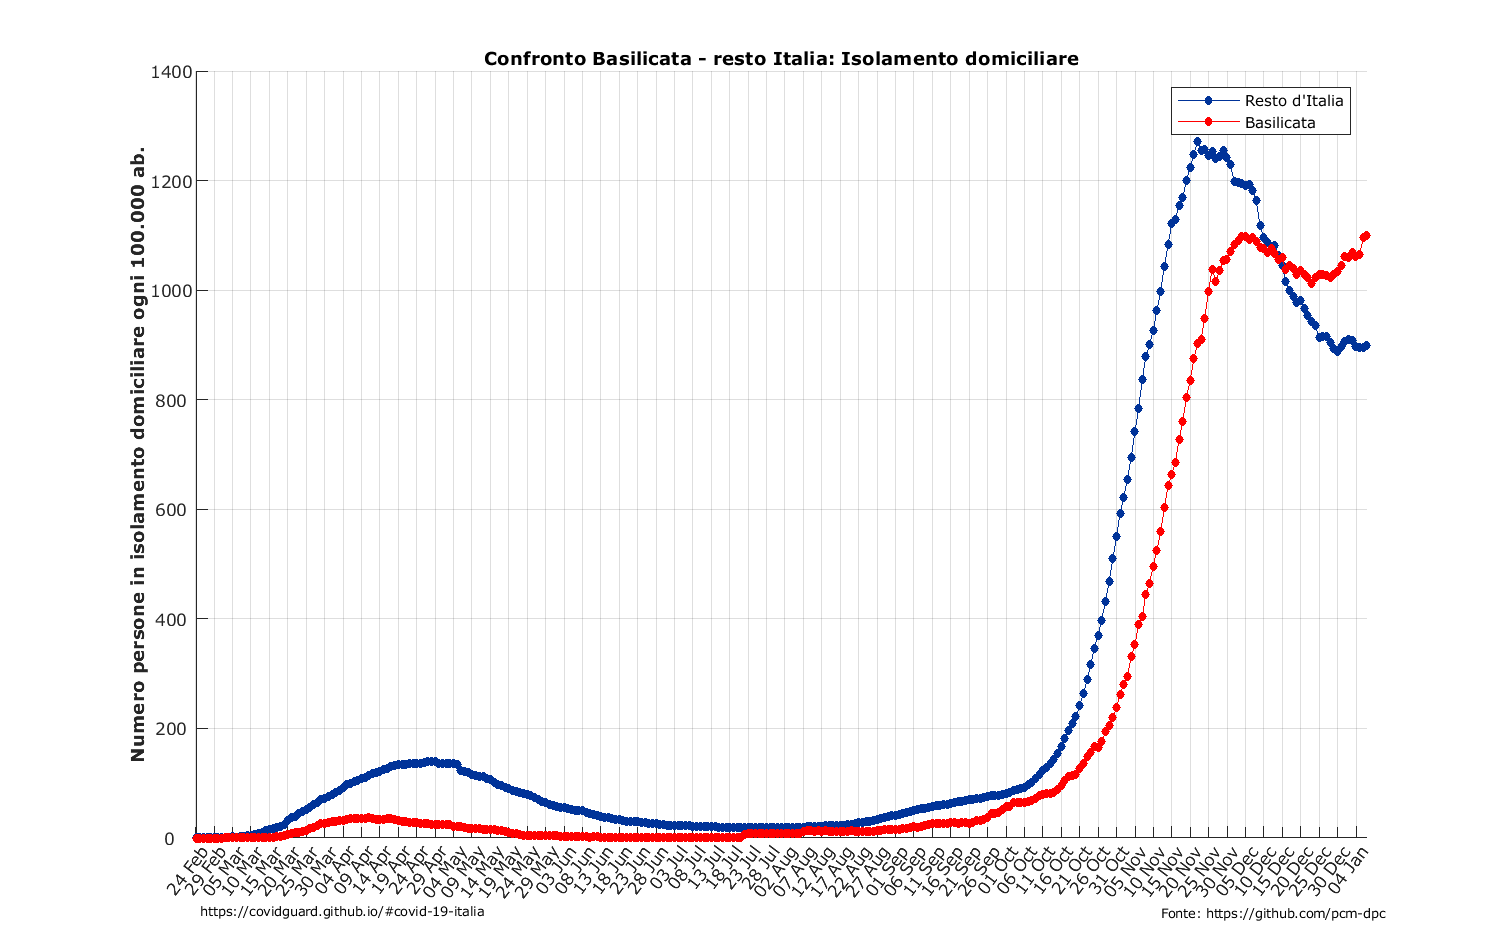 Confronto Basilicata - resto Italia: Isolamento domiciliare
Numero persone in isolamento domiciliare ogni 100.000 ab.
1400
1200
1000
800
600
400
200
0
Resto d'Italia
Basilicata
24 Feb
29 Feb
05 Mar
10 Mar
15 Mar
20 Mar
25 Mar
30 Mar
04 Apr
09 Apr
14 Apr
19 Apr
24 Apr
29 Apr
04 May
09 May
14 May
19 May
24 May
29 May
03 Jun
08 Jun
13 Jun
18 Jun
23 Jun
28 Jun
03 Jul
08 Jul
13 Jul
18 Jul
23 Jul
28 Jul
02 Aug
07 Aug
12 Aug
17 Aug
22 Aug
27 Aug
01 Sep
06 Sep
11 Sep
16 Sep
21 Sep
26 Sep
01 Oct
06 Oct
11 Oct
16 Oct
21 Oct
26 Oct
31 Oct
05 Nov
10 Nov
15 Nov
20 Nov
25 Nov
30 Nov
05 Dec
10 Dec
15 Dec
20 Dec
25 Dec
30 Dec
04 Jan
https://covidguard.github.io/#covid-19-italia
Fonte: https://github.com/pcm-dpc